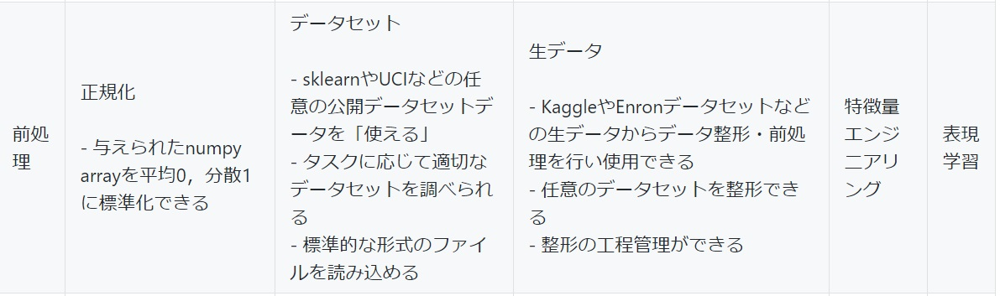 前処
理
正規化
- 与えられたnumpy
arrayを平均0，分散1
に標準化できる
データセット
- sklearnやUCIなどの任
意の公開データセットデ
ータを「使える」
- タスクに応じて適切な
データセットを調べられ
る
- 標準的な形式のファイ
ルを読み込める
生データ
- KaggleやEnronデータセットなど
の生データからデータ整形・前処
理を行い使用できる
- 任意のデータセットを整形でき
る
- 整形の工程管理ができる
特徴量
エンジ
ニアリ
ング
表現
学習